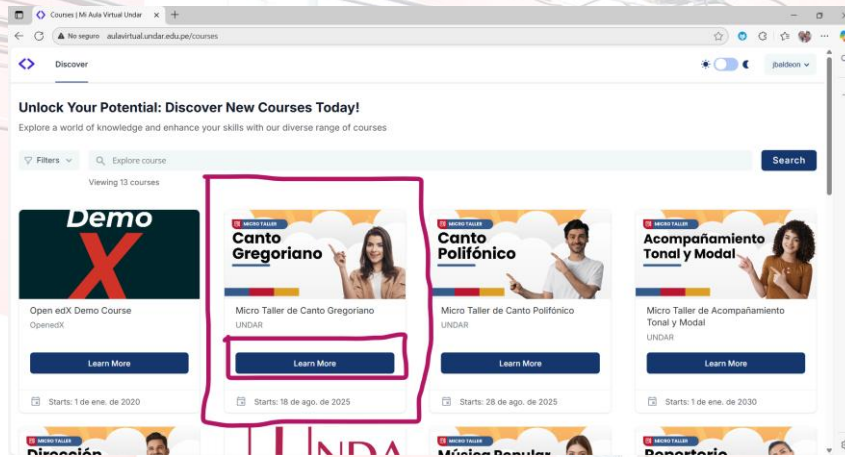 Courses | Mi Aula Virtual Undar
No seguro aulavirtual.undar.edu.pe/courses
Discover
jbaldeon
Unlock Your Potential: Discover New Courses Today!
Explore a world of knowledge and enhance your skills with our diverse range of courses
Filters
Explore course
Search
Viewing 13 courses
Demo
X
Open edX Demo Course
OpenedX
Learn More
Starts: 1 de ene. de 2020
MICRO TALLER
Canto
Gregoriano
Micro Taller de Canto Gregoriano
UNDAR
Learn More
Starts: 18 de ago. de 2025
MICRO TALLER
Canto
Polifónico
Micro Taller de Canto Polifónico
UNDAR
Learn More
Starts: 28 de ago. de 2025
MICRO TALLER
Acompañamiento
Tonal y Modal
Micro Taller de Acompañamiento
Tonal y Modal
UNDAR
Learn More
Starts: 1 de ene. de 2030
MICRO TALLER
Dirección
UNDA
MICRO TALLER
Música Popular
MICRO TALLER
Repertorio